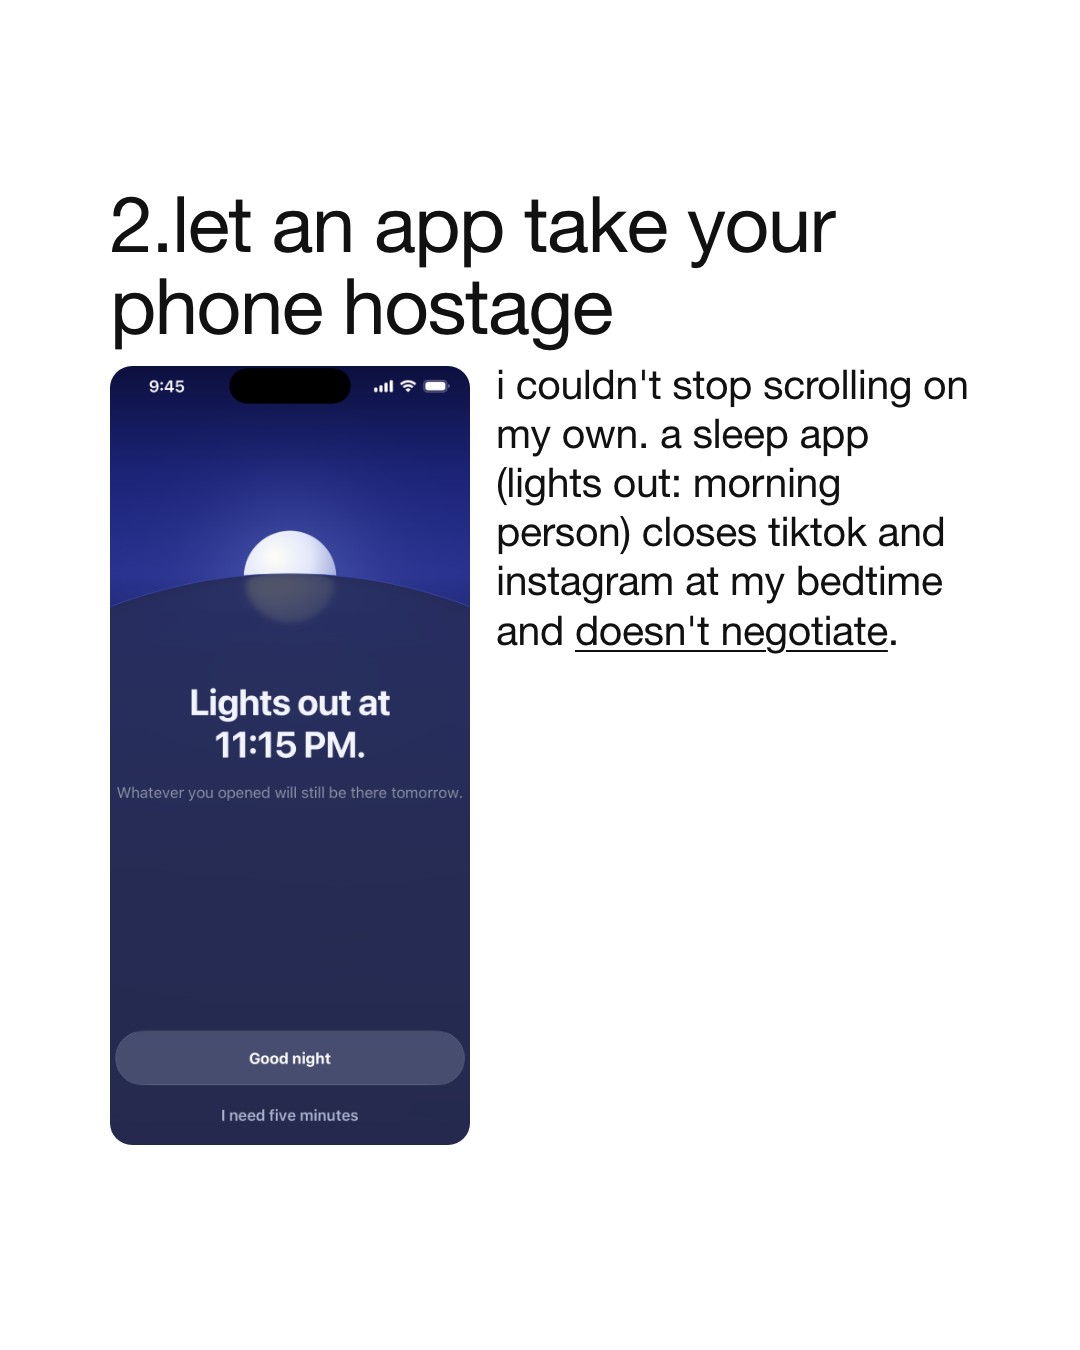 2.let an app take your
phone hostage
9:45
i couldn't stop scrolling on
my own. a sleep app
(lights out: morning
person) closes tiktok and
instagram at my bedtime
and doesn't negotiate.
Lights out at
11:15 PM.
Whatever you opened will still be there tomorrow.
Good night
I need five minutes